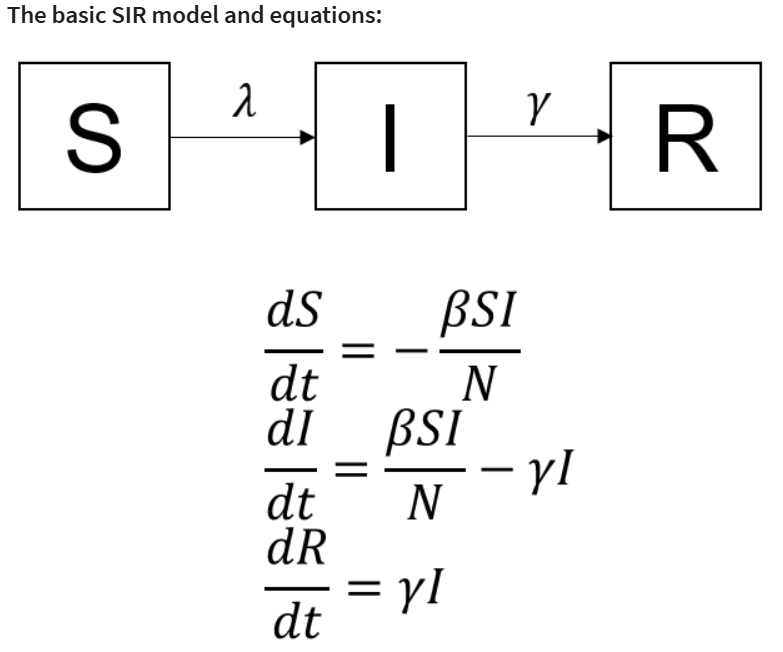 The basic SIR model and equations:
S λ I γ R
dS/dt = − βSI/N
dI/dt = βSI/N − γI
dR/dt = γI